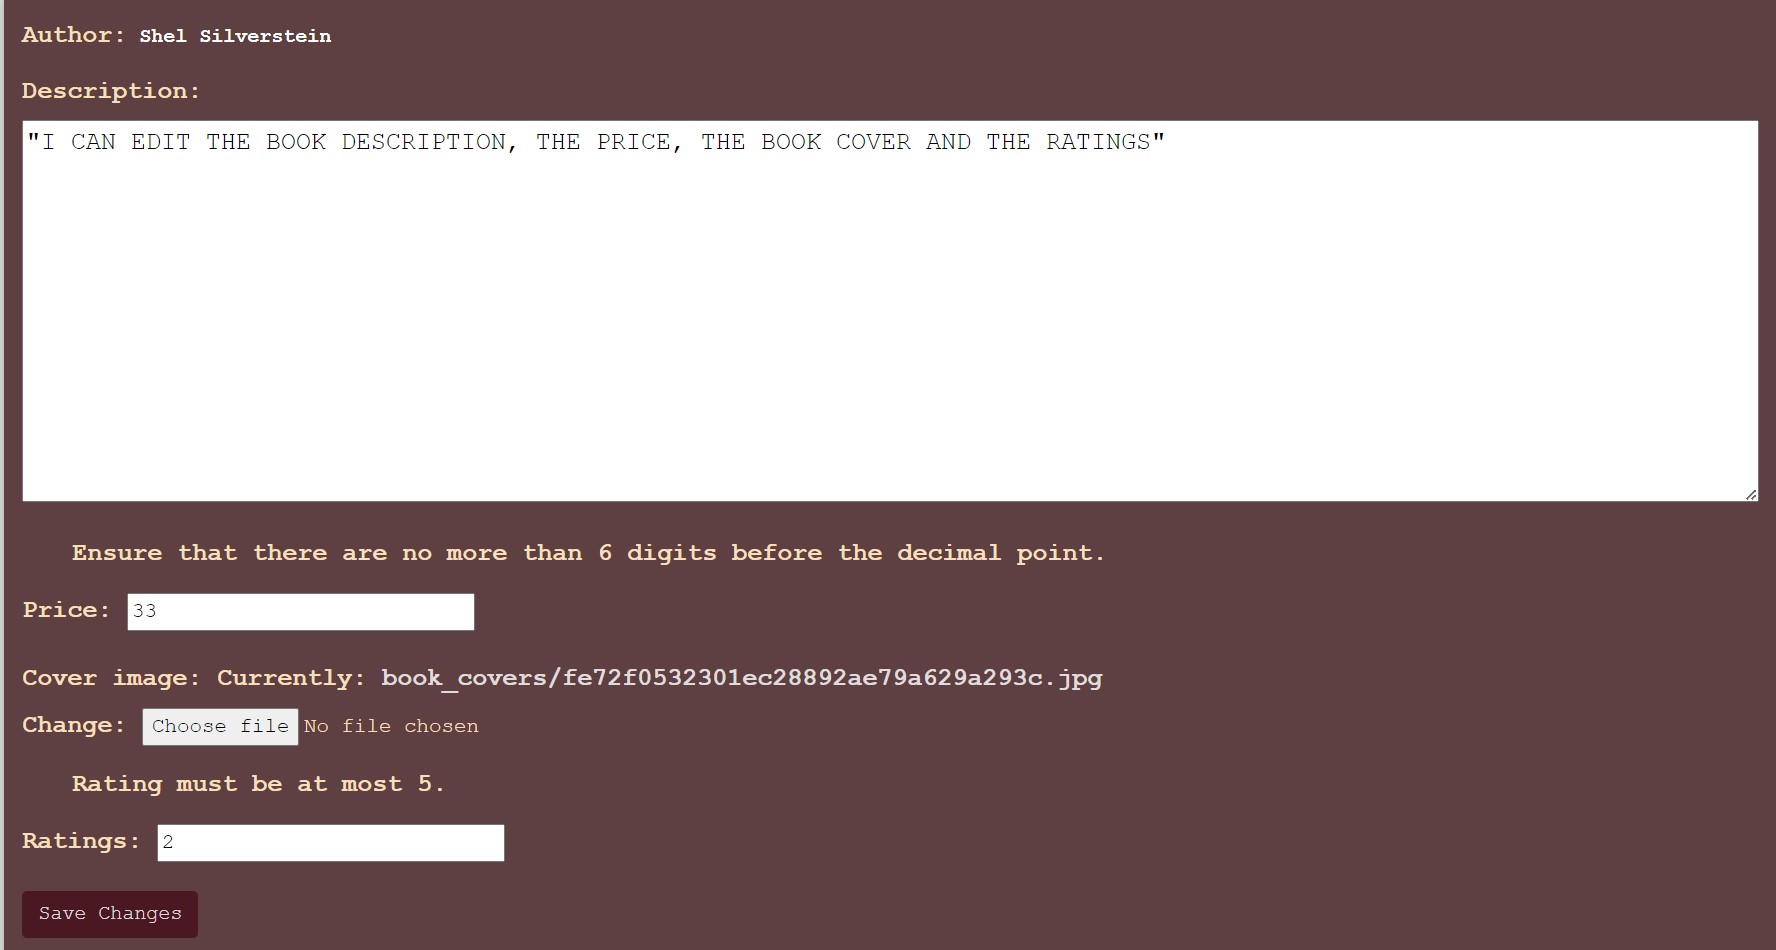 Author: Shel Silverstein
Description:
"I CAN EDIT THE BOOK DESCRIPTION, THE PRICE, THE BOOK COVER AND THE RATINGS"
Ensure that there are no more than 6 digits before the decimal point.
Price: 33
Cover image: Currently: book_covers/fe72f0532301ec28892ae79a629a293c.jpg
Change: Choose file No file chosen
Rating must be at most 5.
Ratings: 2
Save Changes